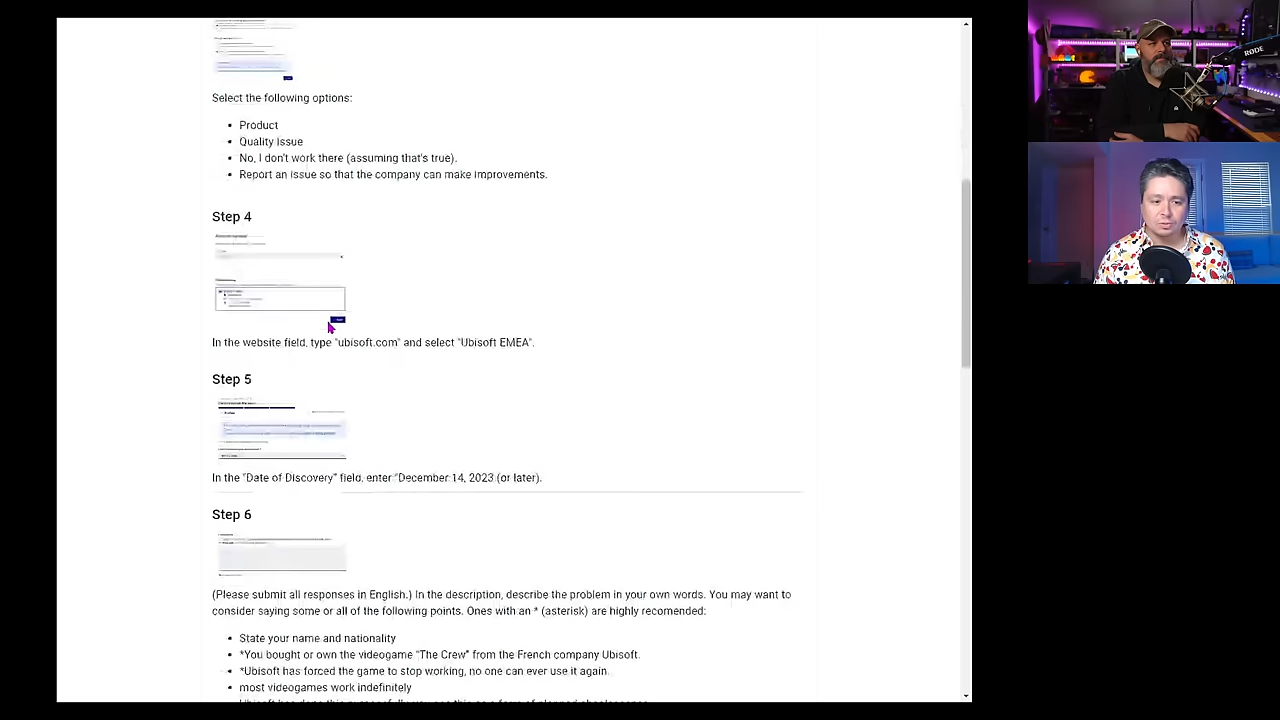 RØDE
Select the following options:
Product
Quality issue
No, I don't work there (assuming that's true).
Report an issue so that the company can make improvements.
Step 4
In the website field, type "ubisoft.com" and select "Ubisoft EMEA".
Step 5
In the "Date of Discovery" field, enter "December 14, 2023 (or later).
Step 6
(Please submit all responses in English.) In the description, describe the problem in your own words. You may want to
consider saying some or all of the following points. Ones with an * (asterisk) are highly recomended:
State your name and nationality
*You bought or own the videogame "The Crew" from the French company Ubisoft.
*Ubisoft has forced the game to stop working, no one can ever use it again.
most videogames work indefinitely